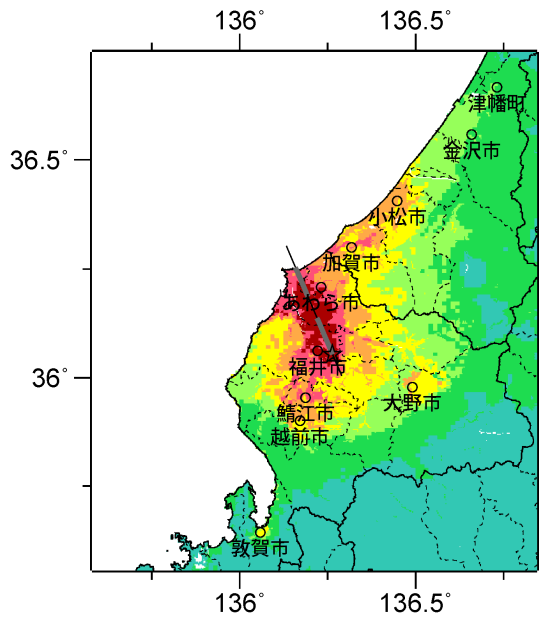 136° 136.5°
津幡町
36.5°
金沢市
小松市
加賀市
あわら市
福井市
36°
大野市
鯖江市
越前市
敦賀市
136° 136.5°